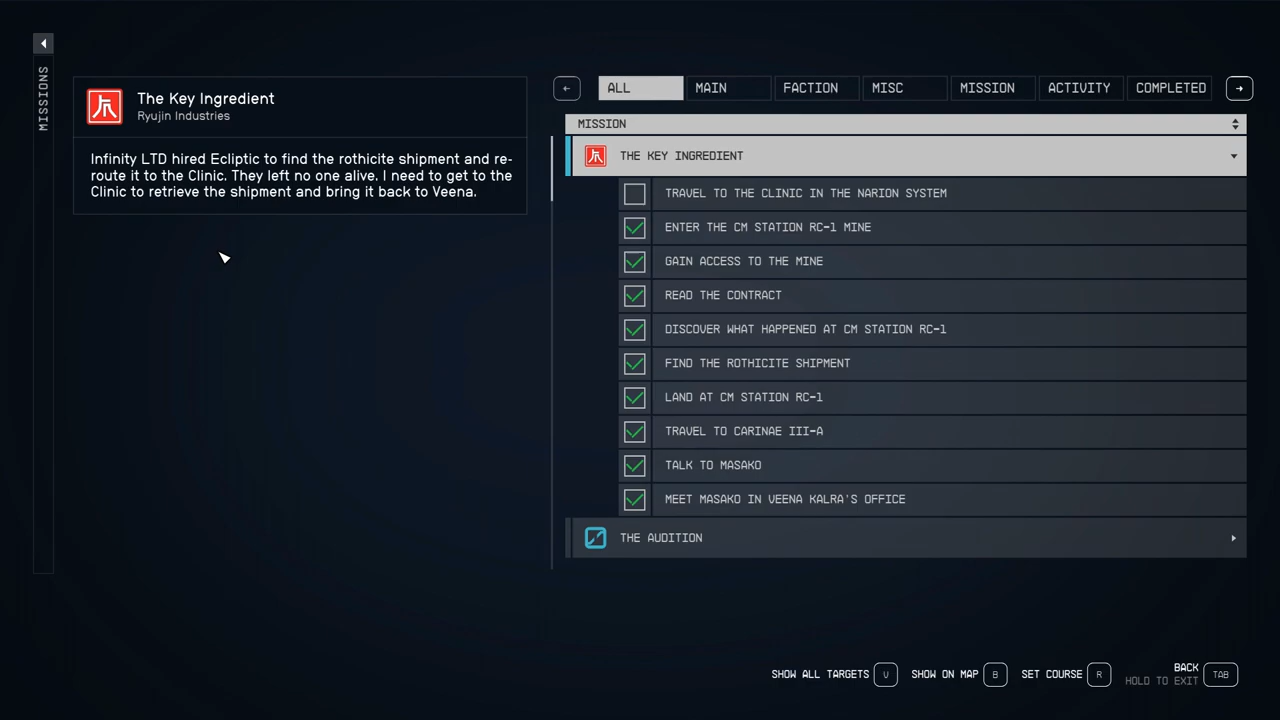 MISSIONS
The Key Ingredient
Ryujin Industries
Infinity LTD hired Ecliptic to find the rothicite shipment and re-
route it to the Clinic. They left no one alive. I need to get to the
Clinic to retrieve the shipment and bring it back to Veena.
ALL MAIN FACTION MISC MISSION ACTIVITY COMPLETED
MISSION
THE KEY INGREDIENT
TRAVEL TO THE CLINIC IN THE NARION SYSTEM
ENTER THE CM STATION RC-1 MINE
GAIN ACCESS TO THE MINE
READ THE CONTRACT
DISCOVER WHAT HAPPENED AT CM STATION RC-1
FIND THE ROTHICITE SHIPMENT
LAND AT CM STATION RC-1
TRAVEL TO CARINAE III-A
TALK TO MASAKO
MEET MASAKO IN VEENA KALRA'S OFFICE
THE AUDITION
SHOW ALL TARGETS V SHOW ON MAP B SET COURSE R BACK TAB
HOLD TO EXIT